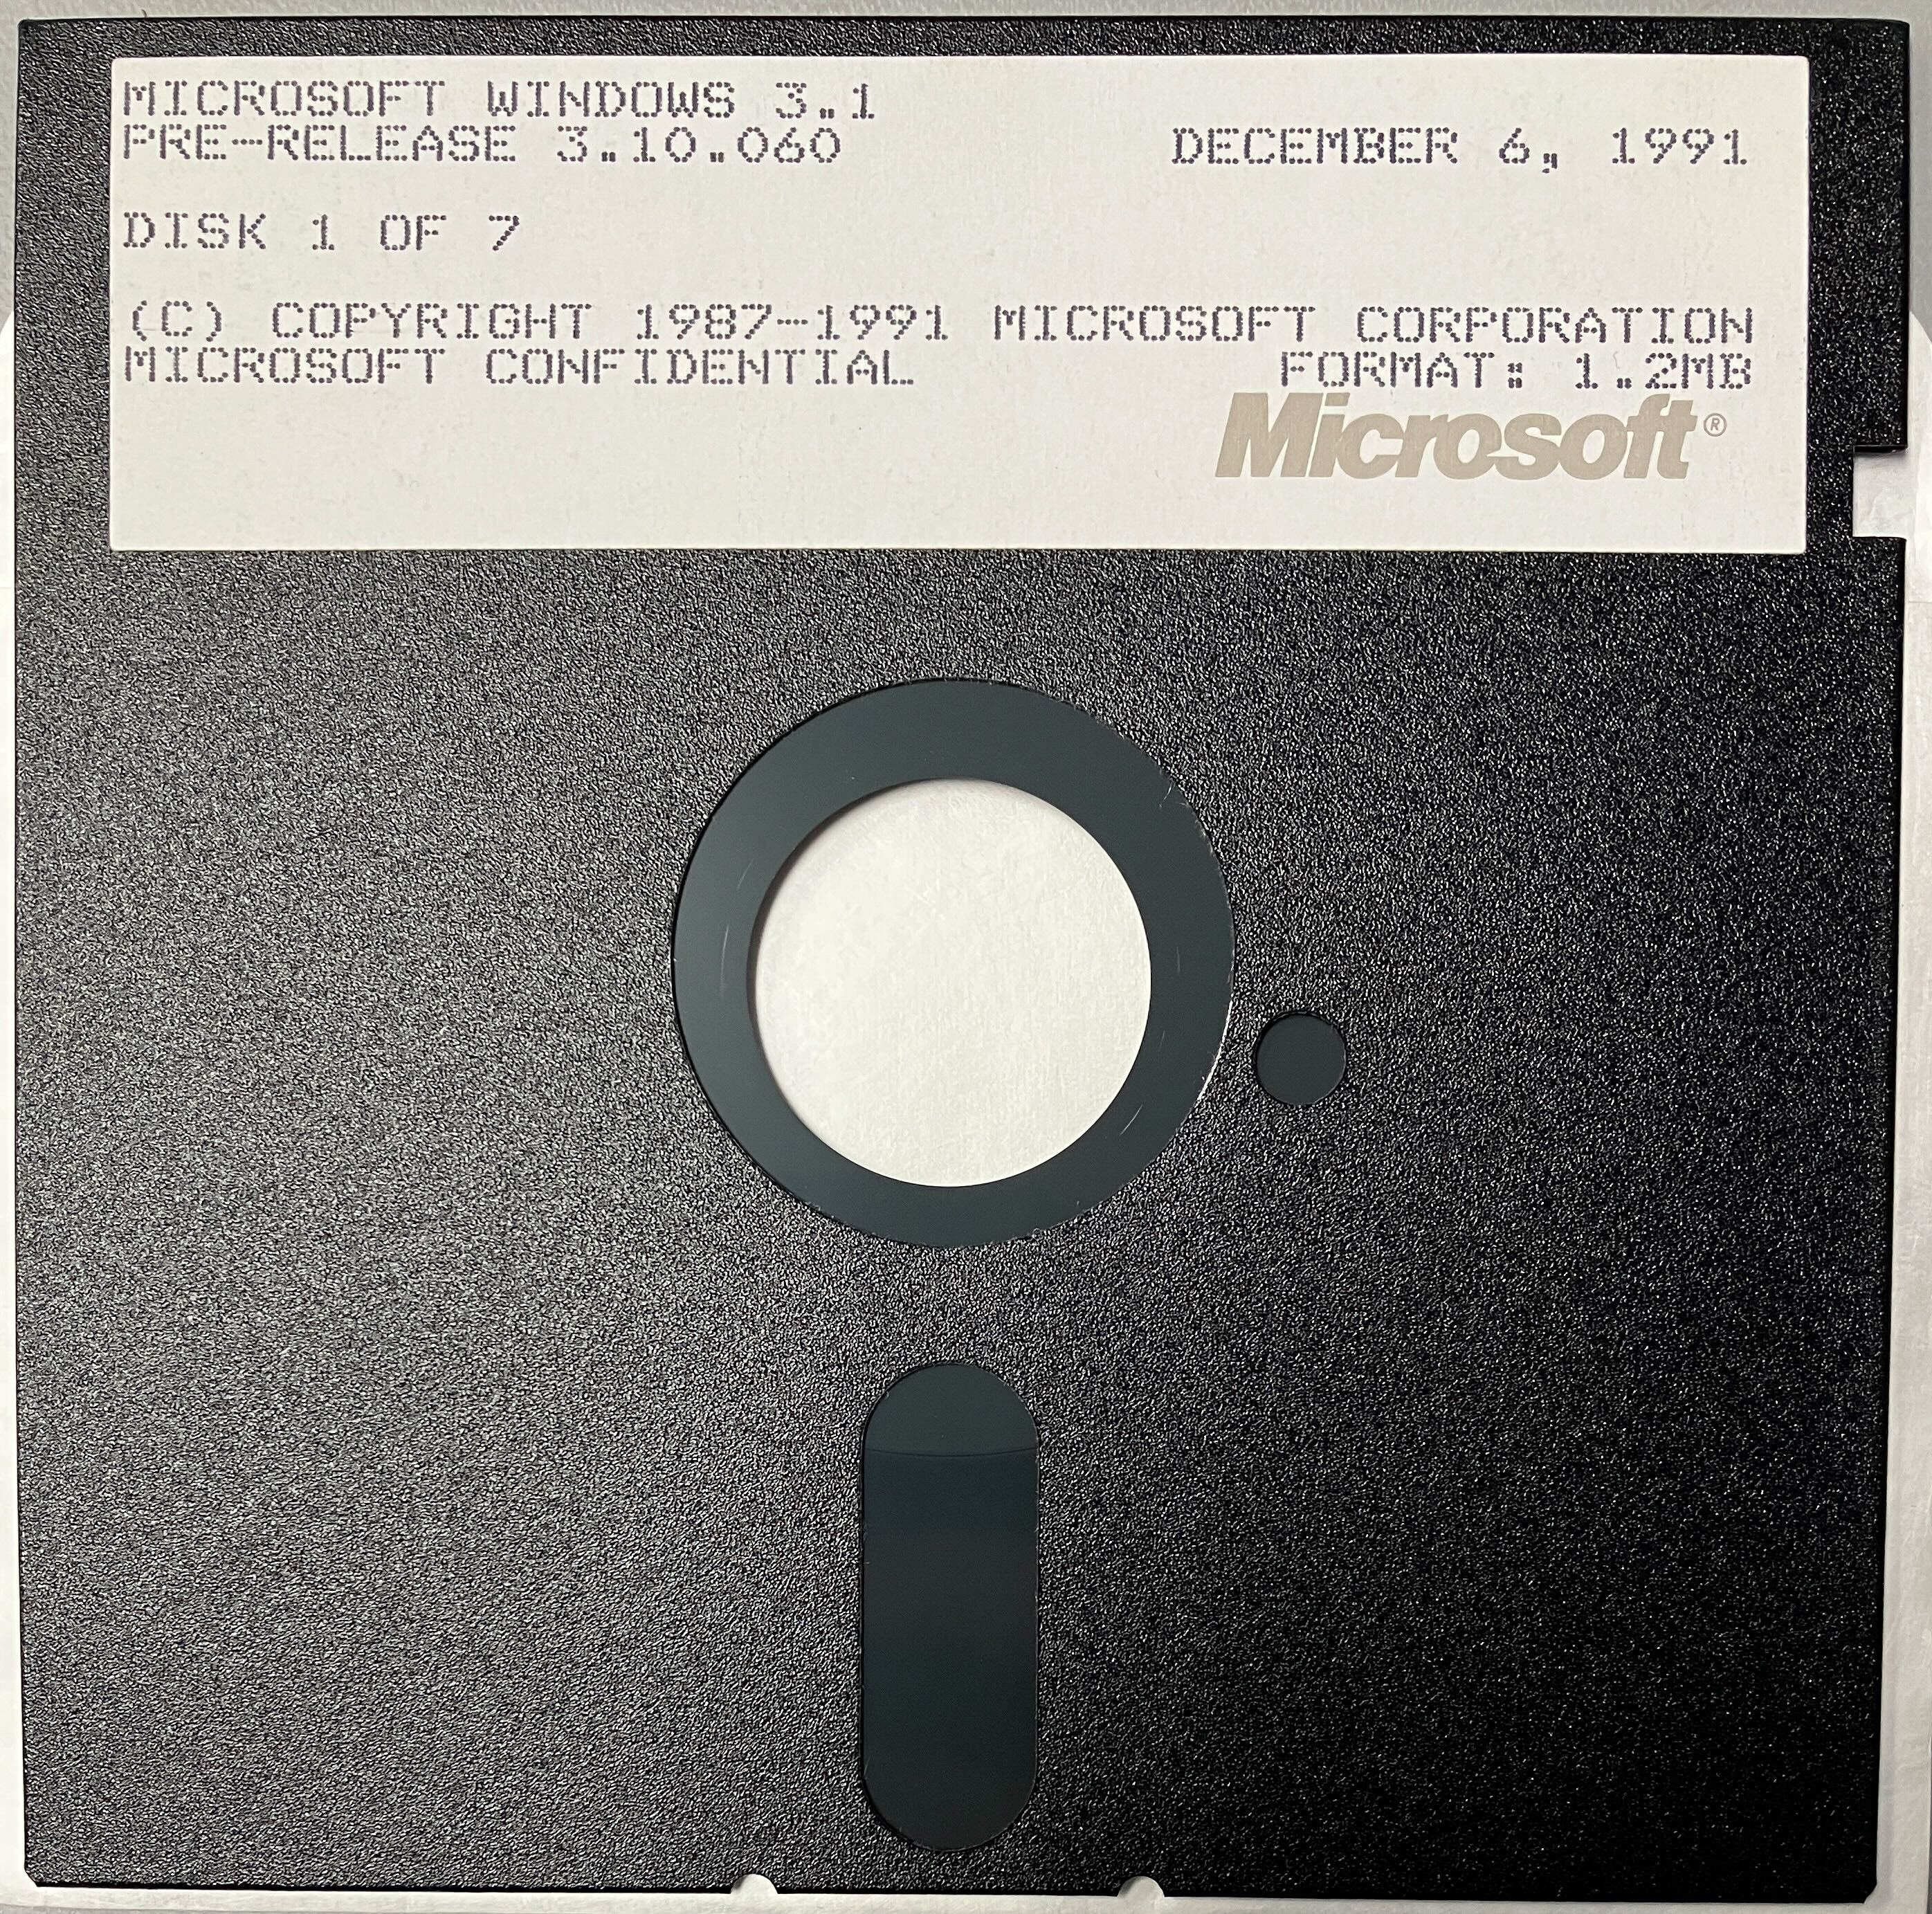 MICROSOFT WINDOWS 3.1
PRE-RELEASE 3.10.060 DECEMBER 6, 1991
DISK 1 OF 7
(C) COPYRIGHT 1987-1991 MICROSOFT CORPORATION
MICROSOFT CONFIDENTIAL FORMAT: 1.2MB
Microsoft®